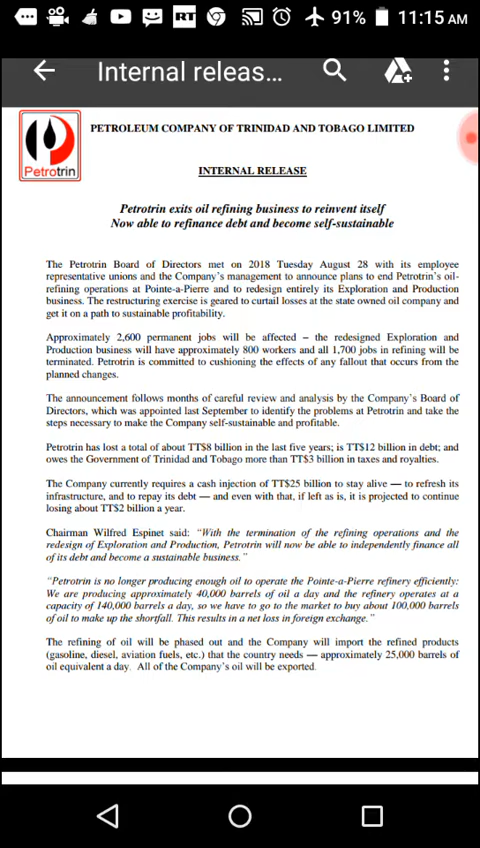 RT
91%
11:15 AM
Internal releas...
PETROLEUM COMPANY OF TRINIDAD AND TOBAGO LIMITED
Petrotrin
INTERNAL RELEASE
Petrotrin exits oil refining business to reinvent itself
Now able to refinance debt and become self-sustainable
The Petrotrin Board of Directors met on 2018 Tuesday August 28 with its employee
representative unions and the Company's management to announce plans to end Petrotrin's oil-
refining operations at Pointe-a-Pierre and to redesign entirely its Exploration and Production
business. The restructuring exercise is geared to curtail losses at the state owned oil company and
get it on a path to sustainable profitability.
Approximately 2,600 permanent jobs will be affected – the redesigned Exploration and
Production business will have approximately 800 workers and all 1,700 jobs in refining will be
terminated. Petrotrin is committed to cushioning the effects of any fallout that occurs from the
planned changes.
The announcement follows months of careful review and analysis by the Company's Board of
Directors, which was appointed last September to identify the problems at Petrotrin and take the
steps necessary to make the Company self-sustainable and profitable.
Petrotrin has lost a total of about TT$8 billion in the last five years; is TT$12 billion in debt; and
owes the Government of Trinidad and Tobago more than TT$3 billion in taxes and royalties.
The Company currently requires a cash injection of TT$25 billion to stay alive — to refresh its
infrastructure, and to repay its debt — and even with that, if left as is, it is projected to continue
losing about TT$2 billion a year.
Chairman Wilfred Espinet said: "With the termination of the refining operations and the
redesign of Exploration and Production, Petrotrin will now be able to independently finance all
of its debt and become a sustainable business."
"Petrotrin is no longer producing enough oil to operate the Pointe-a-Pierre refinery efficiently:
We are producing approximately 40,000 barrels of oil a day and the refinery operates at a
capacity of 140,000 barrels a day, so we have to go to the market to buy about 100,000 barrels
of oil to make up the shortfall. This results in a net loss in foreign exchange."
The refining of oil will be phased out and the Company will import the refined products
(gasoline, diesel, aviation fuels, etc.) that the country needs — approximately 25,000 barrels of
oil equivalent a day. All of the Company's oil will be exported.